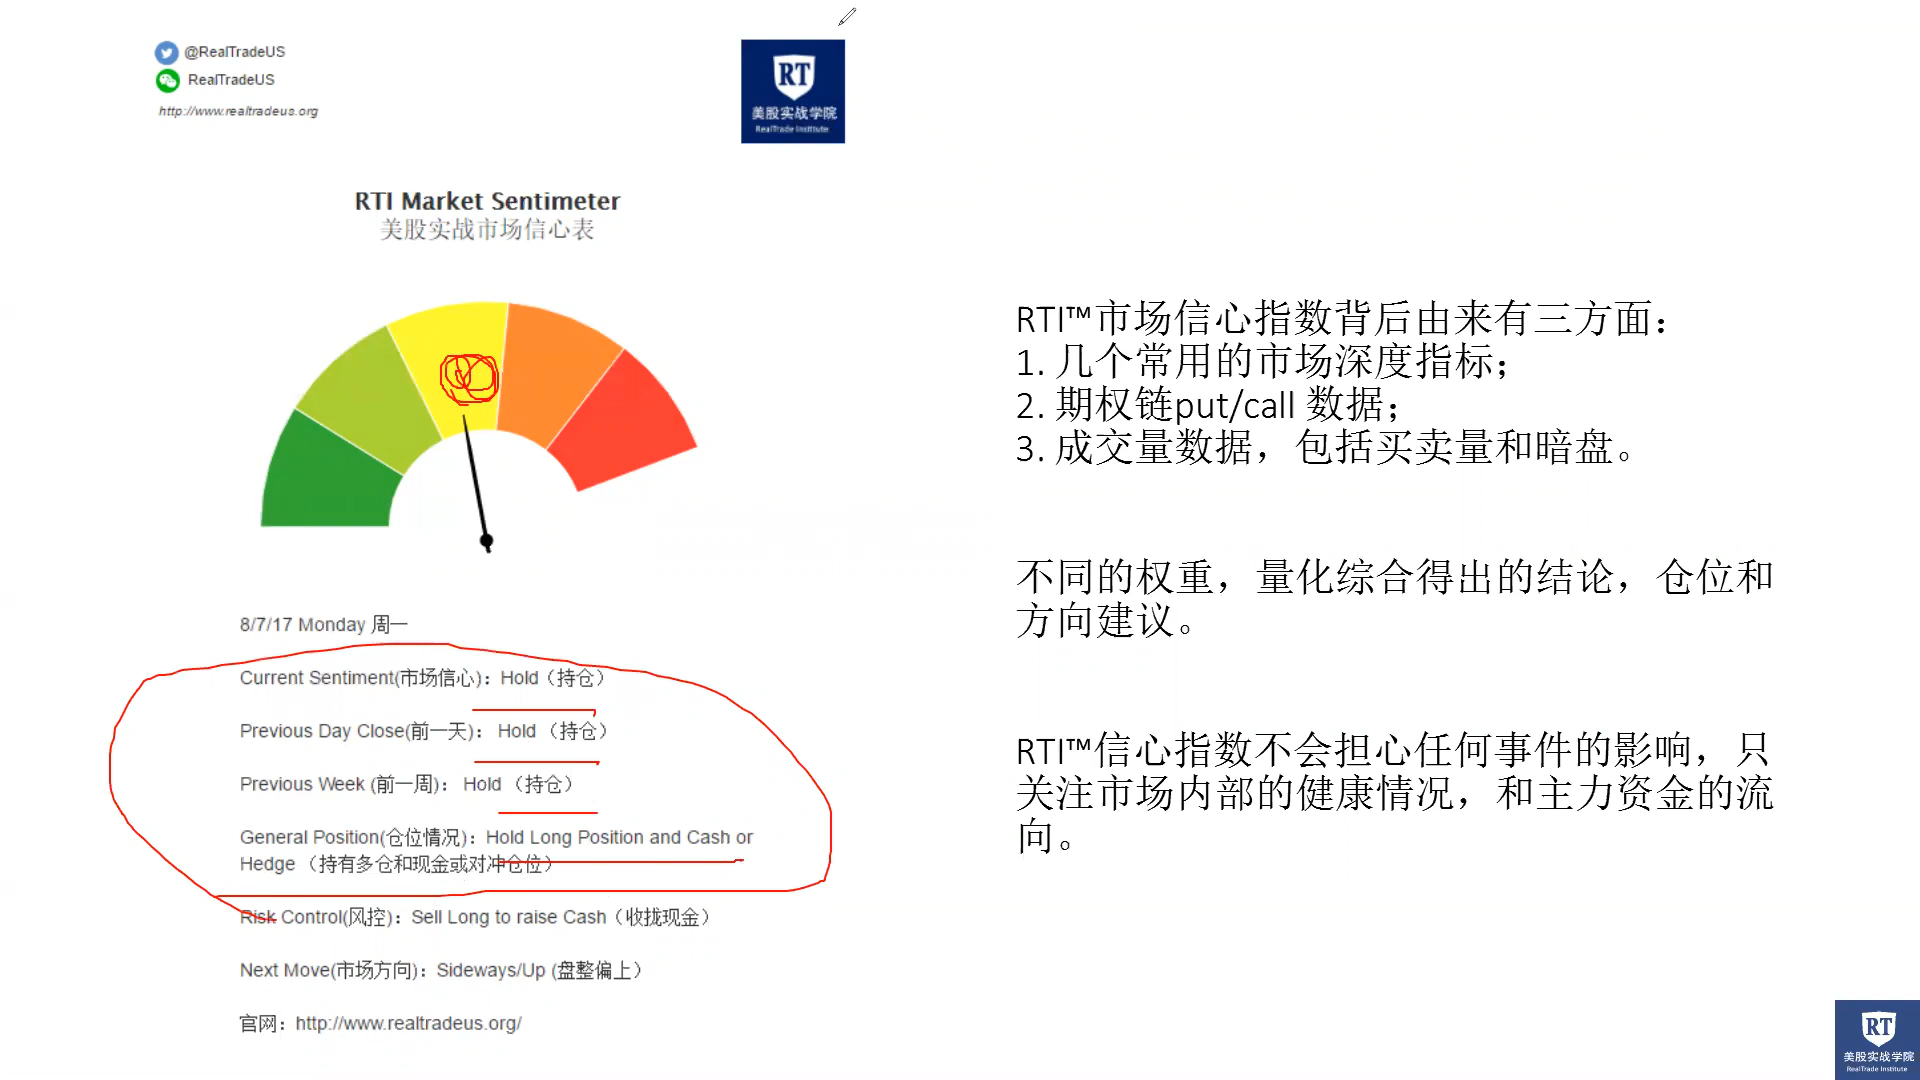 @RealTradeUS
RealTradeUS
http://www.realtradeus.org
RT
美股实战学院
RealTrade Institute
RTI Market Sentimeter
美股实战市场信心表
8/7/17 Monday 周一
Current Sentiment(市场信心)：Hold（持仓）
Previous Day Close(前一天)： Hold （持仓）
Previous Week (前一周)： Hold （持仓）
General Position(仓位情况)：Hold Long Position and Cash or
Hedge （持有多仓和现金或对冲仓位）
Risk Control(风控)：Sell Long to raise Cash（收拢现金）
Next Move(市场方向)：Sideways/Up (盘整偏上）
官网：http://www.realtradeus.org/
RTI™市场信心指数背后由来有三方面：
1. 几个常用的市场深度指标；
2. 期权链put/call 数据；
3. 成交量数据，包括买卖量和暗盘。
不同的权重，量化综合得出的结论，仓位和
方向建议。
RTI™信心指数不会担心任何事件的影响，只
关注市场内部的健康情况，和主力资金的流
向。
RT
美股实战学院
RealTrade Institute